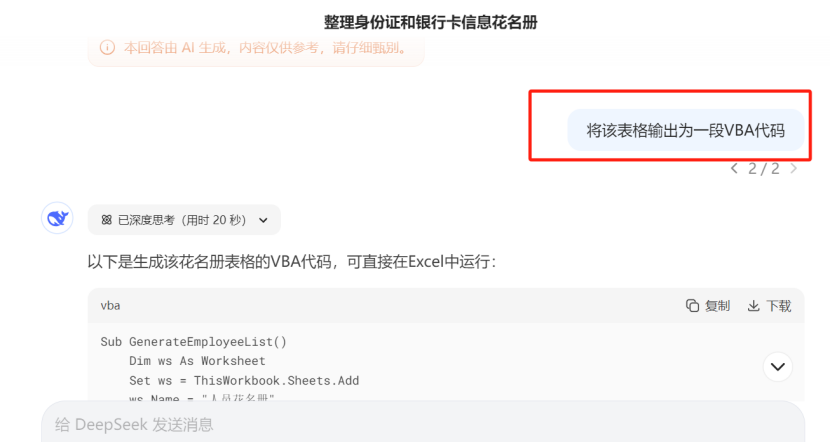 整理身份证和银行卡信息花名册
本回答由 AI 生成，内容仅供参考，请仔细甄别。
将该表格输出为一段VBA代码
2 / 2
已深度思考（用时 20 秒）
以下是生成该花名册表格的VBA代码，可直接在Excel中运行：
vba 复制 下载
Sub GenerateEmployeeList()
Dim ws As Worksheet
Set ws = ThisWorkbook.Sheets.Add
ws.Name = "人员花名册"
给 DeepSeek 发送消息